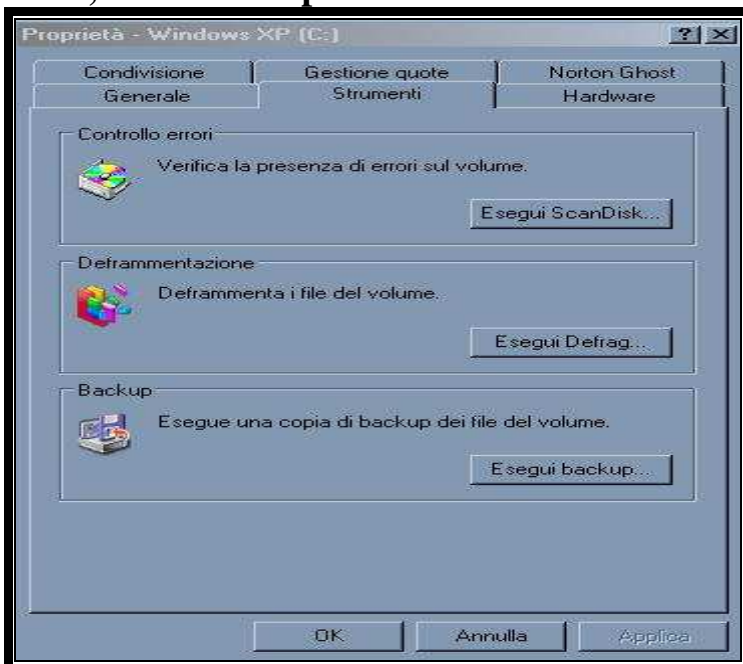 Proprietà - Windows XP (C:)
Condivisione Gestione quote Norton Ghost
Generale Strumenti Hardware
Controllo errori
Verifica la presenza di errori sul volume.
Esegui ScanDisk...
Deframmentazione
Deframmenta i file del volume.
Esegui Defrag...
Backup
Esegue una copia di backup dei file del volume.
Esegui backup...
OK Annulla Applica